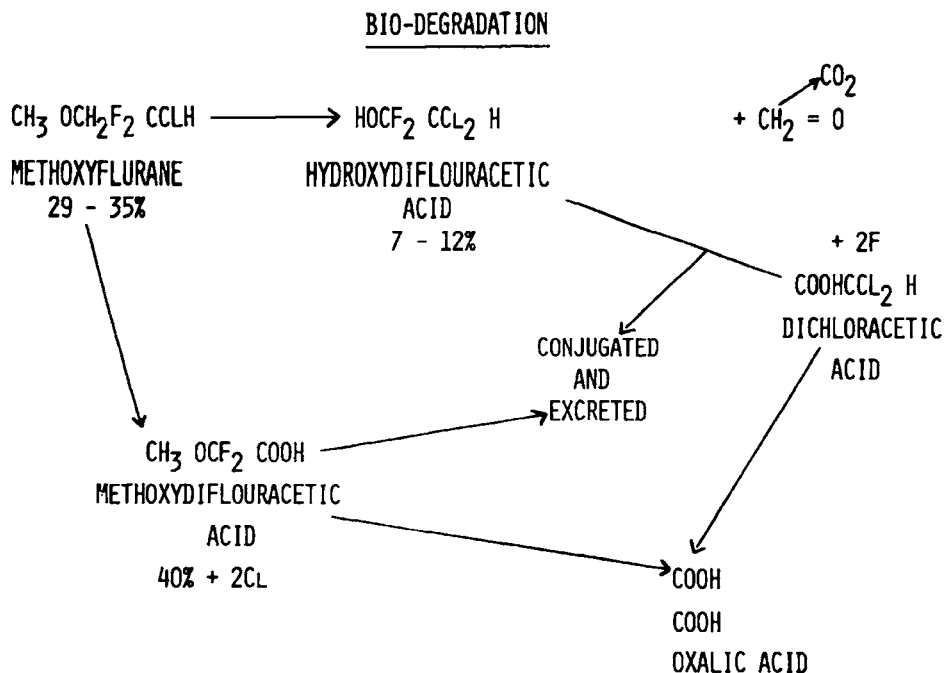 BIO-DEGRADATION
CH3 OCH2F2 CCLH
HOCF2 CCL2 H
+ CH2 = O
CO2
METHOXYFLURANE
29 - 35%
HYDROXYDIFLOURACETIC
ACID
7 - 12%
+ 2F
COOHCCL2 H
DICHLORACETIC
ACID
CONJUGATED
AND
EXCRETED
CH3 OCF2 COOH
METHOXYDIFLOURACETIC
ACID
40% + 2CL
COOH
COOH
OXALIC ACID